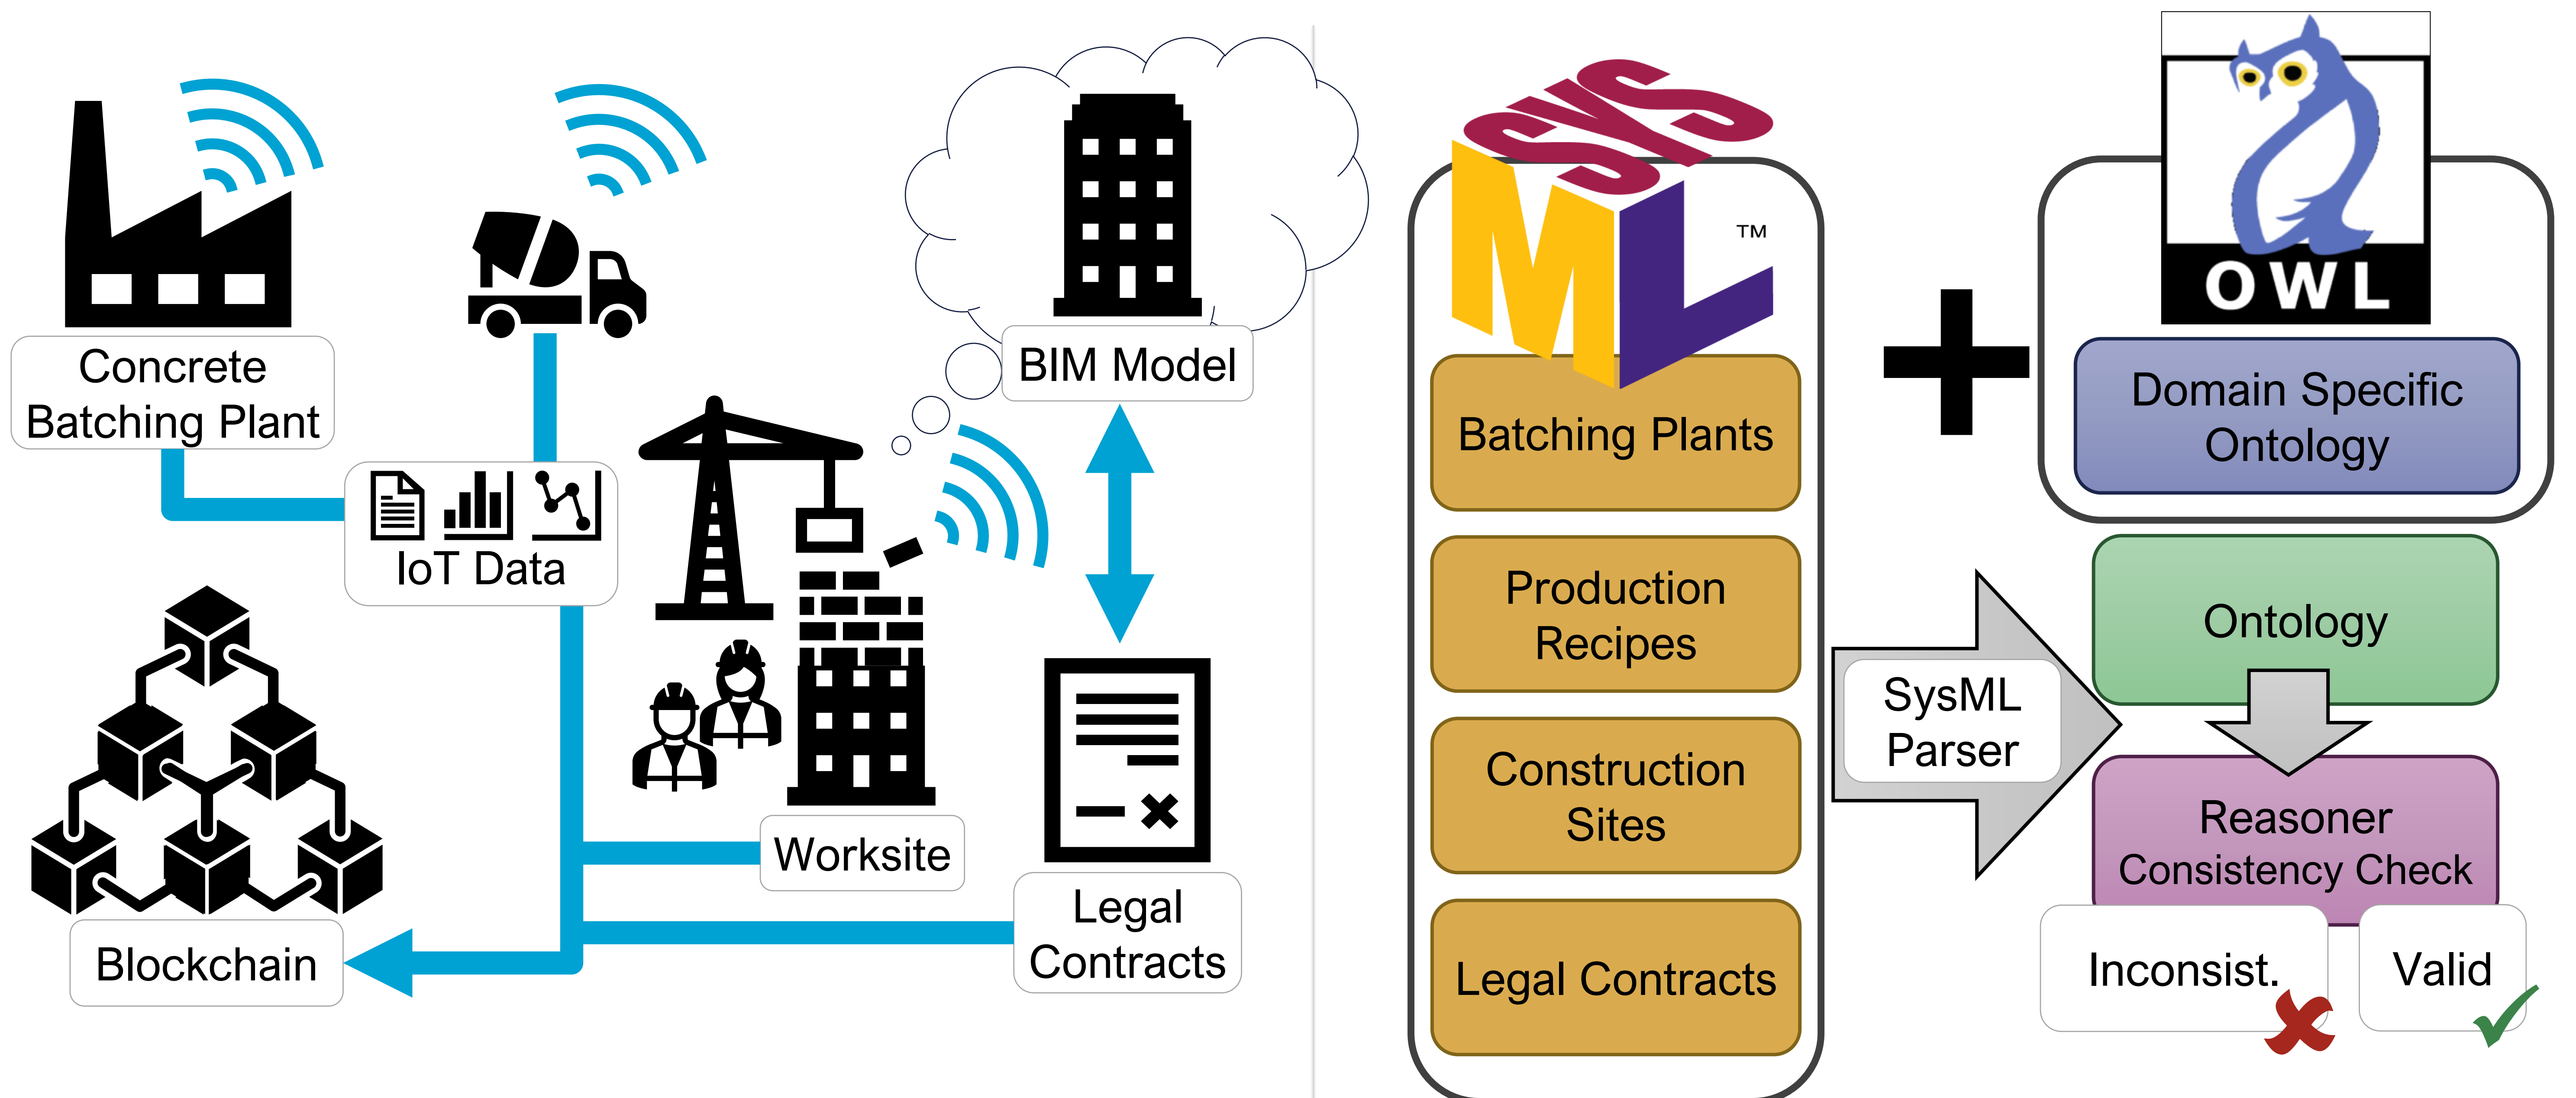 Concrete
Batching Plant
IoT Data
BIM Model
Worksite
Legal
Contracts
Blockchain
SYS
ML
™
Batching Plants
Production
Recipes
Construction
Sites
Legal Contracts
SysML
Parser
OWL
Domain Specific
Ontology
Ontology
Reasoner
Consistency Check
Inconsist.
Valid